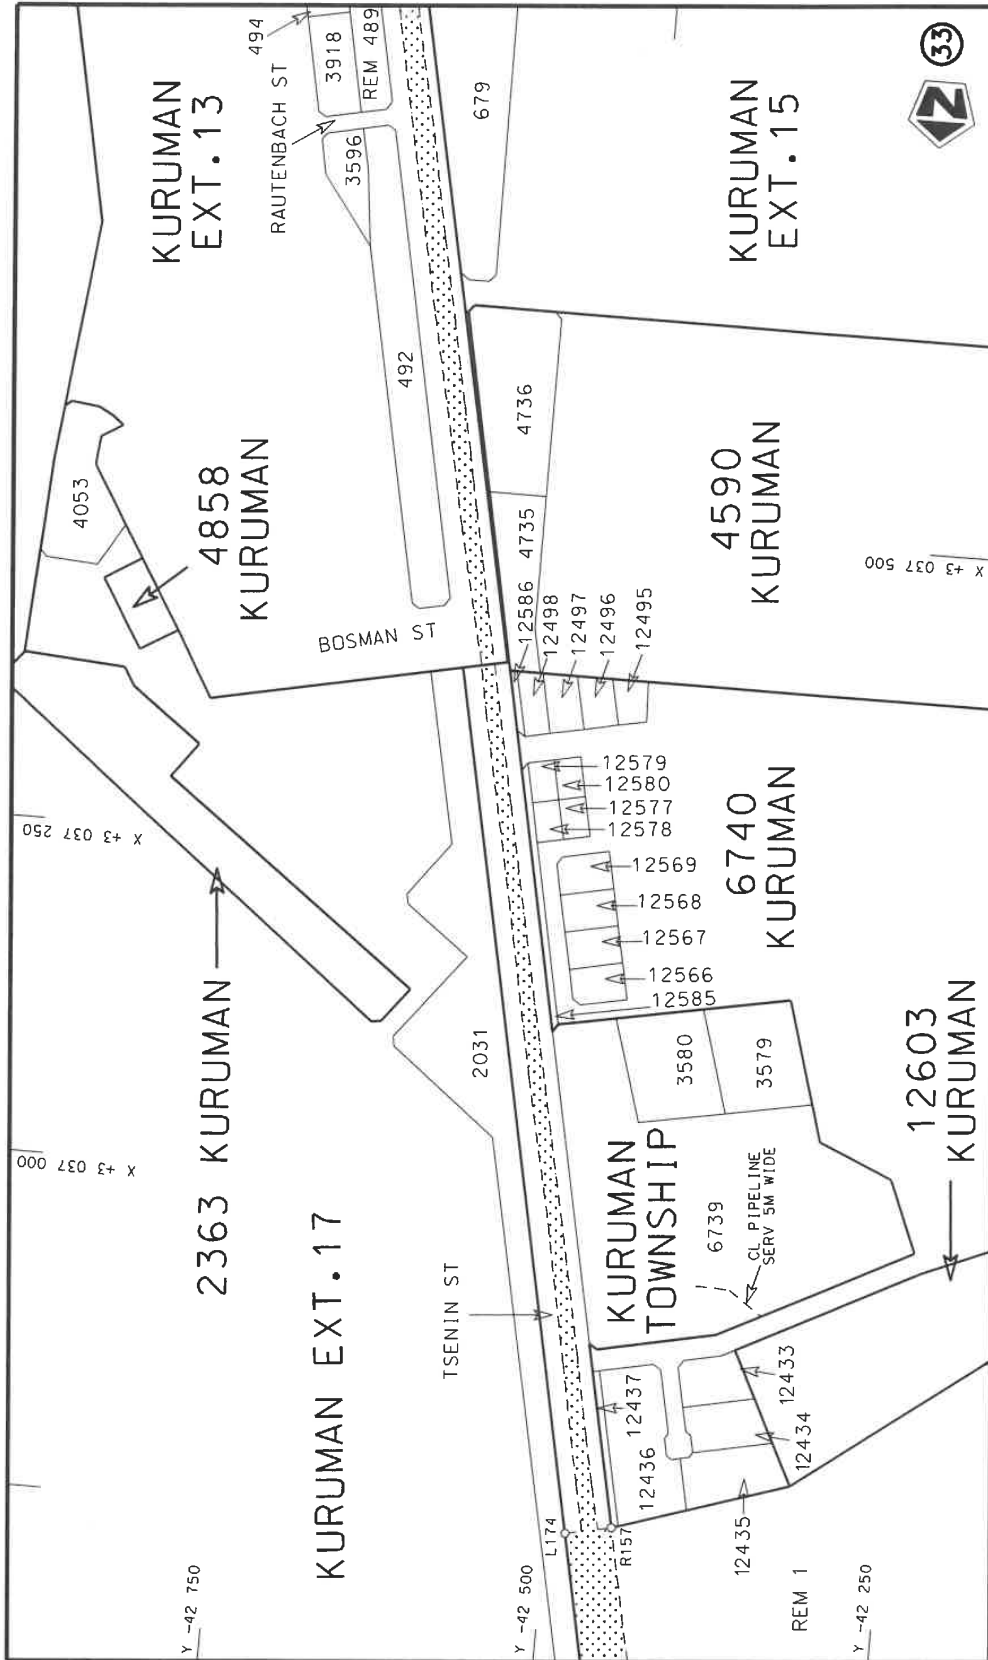 494
3918
REM 489
RAUTENBACH ST
KURUMAN
EXT.13
3596
679
33
N
KURUMAN
EXT.15
492
4053
4858
KURUMAN
4736
4735
4590
KURUMAN
BOSMAN ST
12586
12498
12497
12496
12495
X +3 037 500
X +3 037 250
12579
12580
12577
12578
12569
12568
12567
12566
12585
6740
KURUMAN
2363 KURUMAN
2031
3580
3579
12603
KURUMAN
X +3 037 000
KURUMAN EXT.17
TSENIN ST
KURUMAN
TOWNSHIP
6739
CL PIPELINE
SERV 5M WIDE
12437
12436
12433
12434
12435
L174
R157
REM 1
Y -42 750
Y -42 500
Y -42 250